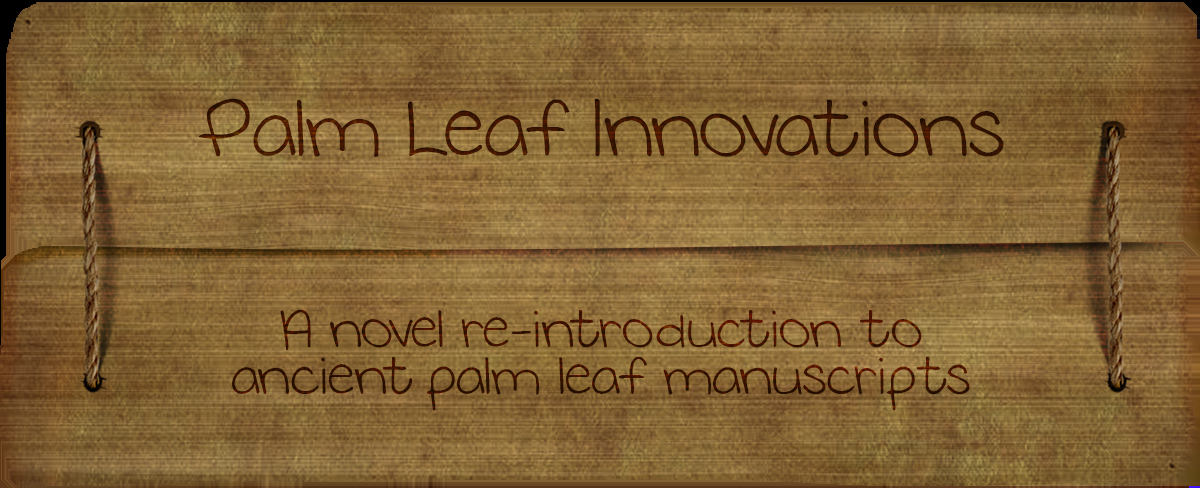 Palm Leaf Innovations
A novel re-introduction to
ancient palm leaf manuscripts